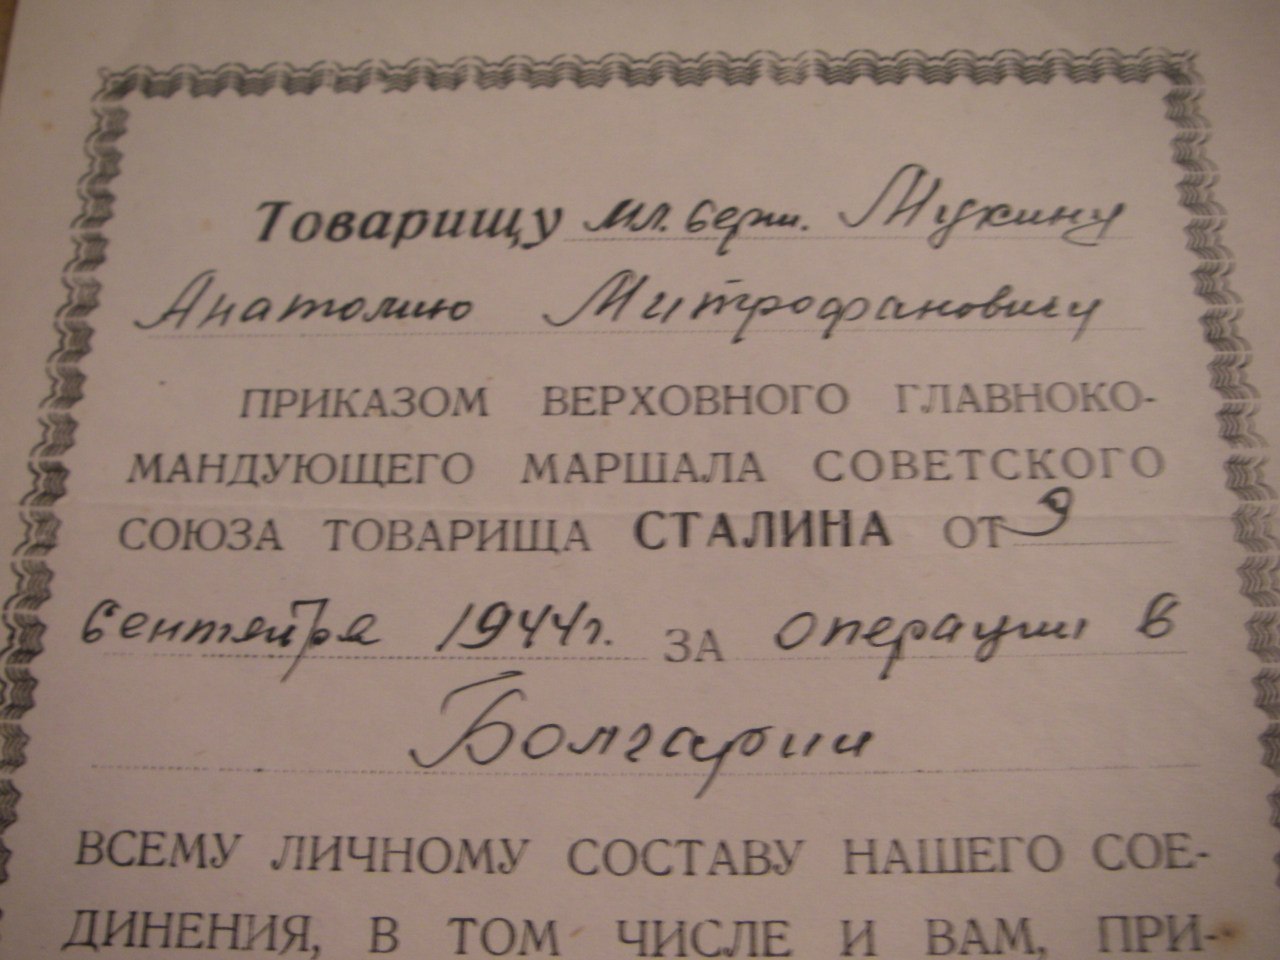 Товарищу мл. серж. Мухину
Анатолию Митрофановичу
ПРИКАЗОМ ВЕРХОВНОГО ГЛАВНОКО-
МАНДУЮЩЕГО МАРШАЛА СОВЕТСКОГО
СОЮЗА ТОВАРИЩА СТАЛИНА ОТ 9
сентября 1944г. ЗА операции в
Болгарии
ВСЕМУ ЛИЧНОМУ СОСТАВУ НАШЕГО СОЕ-
ДИНЕНИЯ, В ТОМ ЧИСЛЕ И ВАМ, ПРИ-